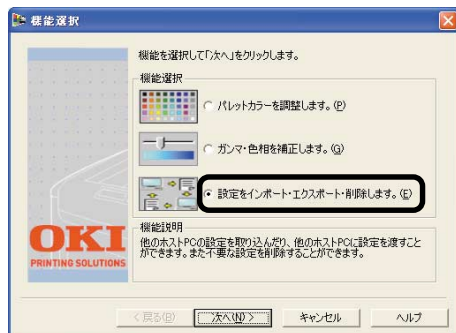 機能選択
機能を選択して「次へ」をクリックします。
機能選択
パレットカラーを調整します。(P)
ガンマ・色相を補正します。(G)
設定をインポート・エクスポート・削除します。(E)
機能説明
他のホストPCの設定を取り込んだり、他のホストPCに設定を渡すこと
ができます。また不要な設定を削除することができます。
OKI
PRINTING SOLUTIONS
< 戻る(B)
次へ(N) >
キャンセル
ヘルプ